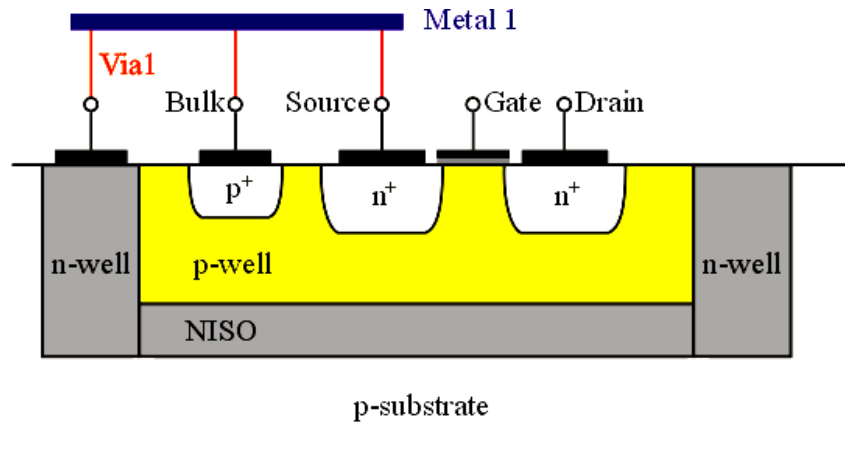 Metal 1
Via1
Bulk
Source
Gate
Drain
p⁺
n⁺
n⁺
n-well
p-well
n-well
NISO
p-substrate